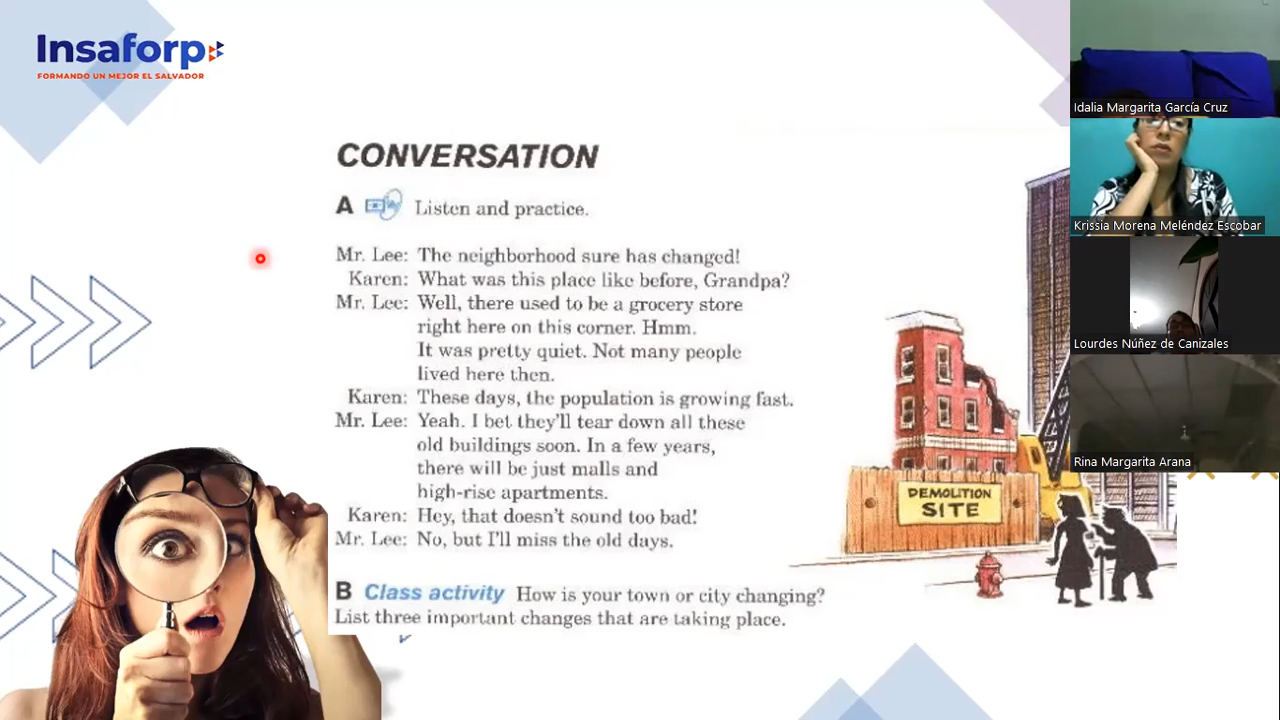 Insaforp
FORMANDO UN MEJOR EL SALVADOR
CONVERSATION
A Listen and practice.
Mr. Lee: The neighborhood sure has changed!
Karen: What was this place like before, Grandpa?
Mr. Lee: Well, there used to be a grocery store
right here on this corner. Hmm.
It was pretty quiet. Not many people
lived here then.
Karen: These days, the population is growing fast.
Mr. Lee: Yeah. I bet they'll tear down all these
old buildings soon. In a few years,
there will be just malls and
high-rise apartments.
Karen: Hey, that doesn't sound too bad!
Mr. Lee: No, but I'll miss the old days.
DEMOLITION
SITE
B Class activity How is your town or city changing?
List three important changes that are taking place.
Idalia Margarita García Cruz
Krissia Morena Meléndez Escobar
Lourdes Núñez de Canizales
Rina Margarita Arana